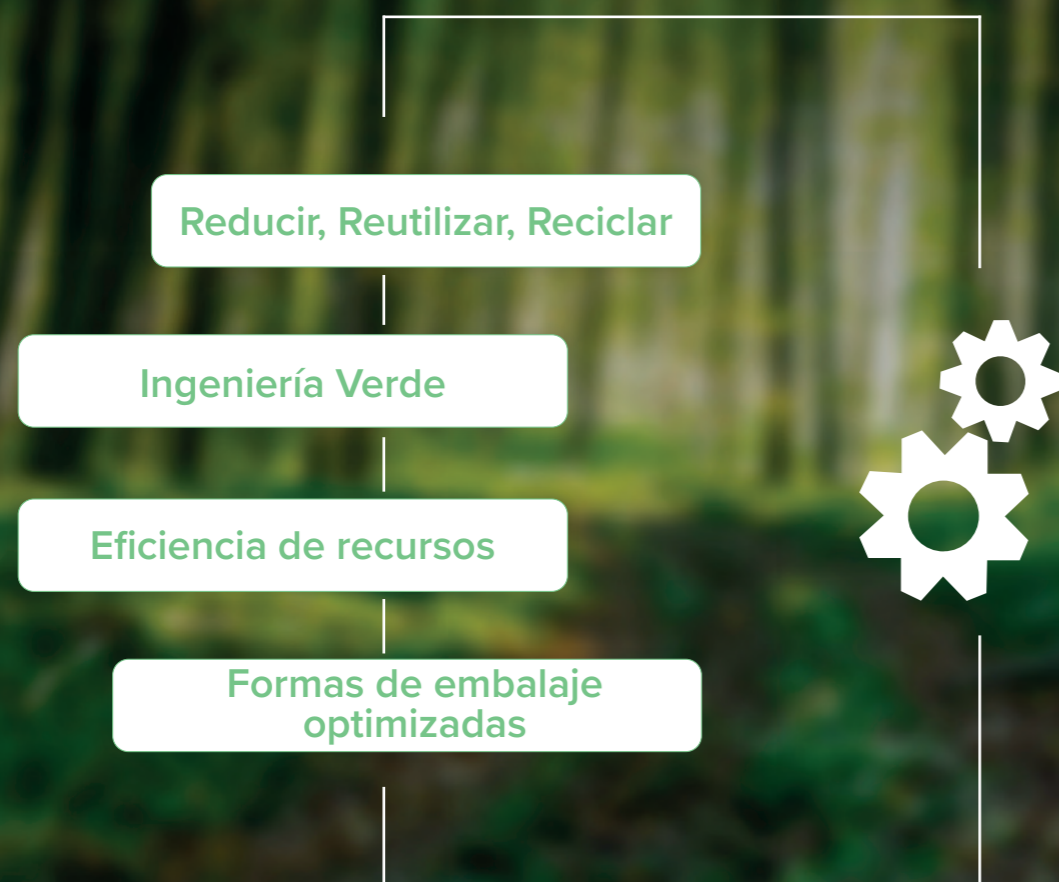 Reducir, Reutilizar, Reciclar
Ingeniería Verde
Eficiencia de recursos
Formas de embalaje
optimizadas